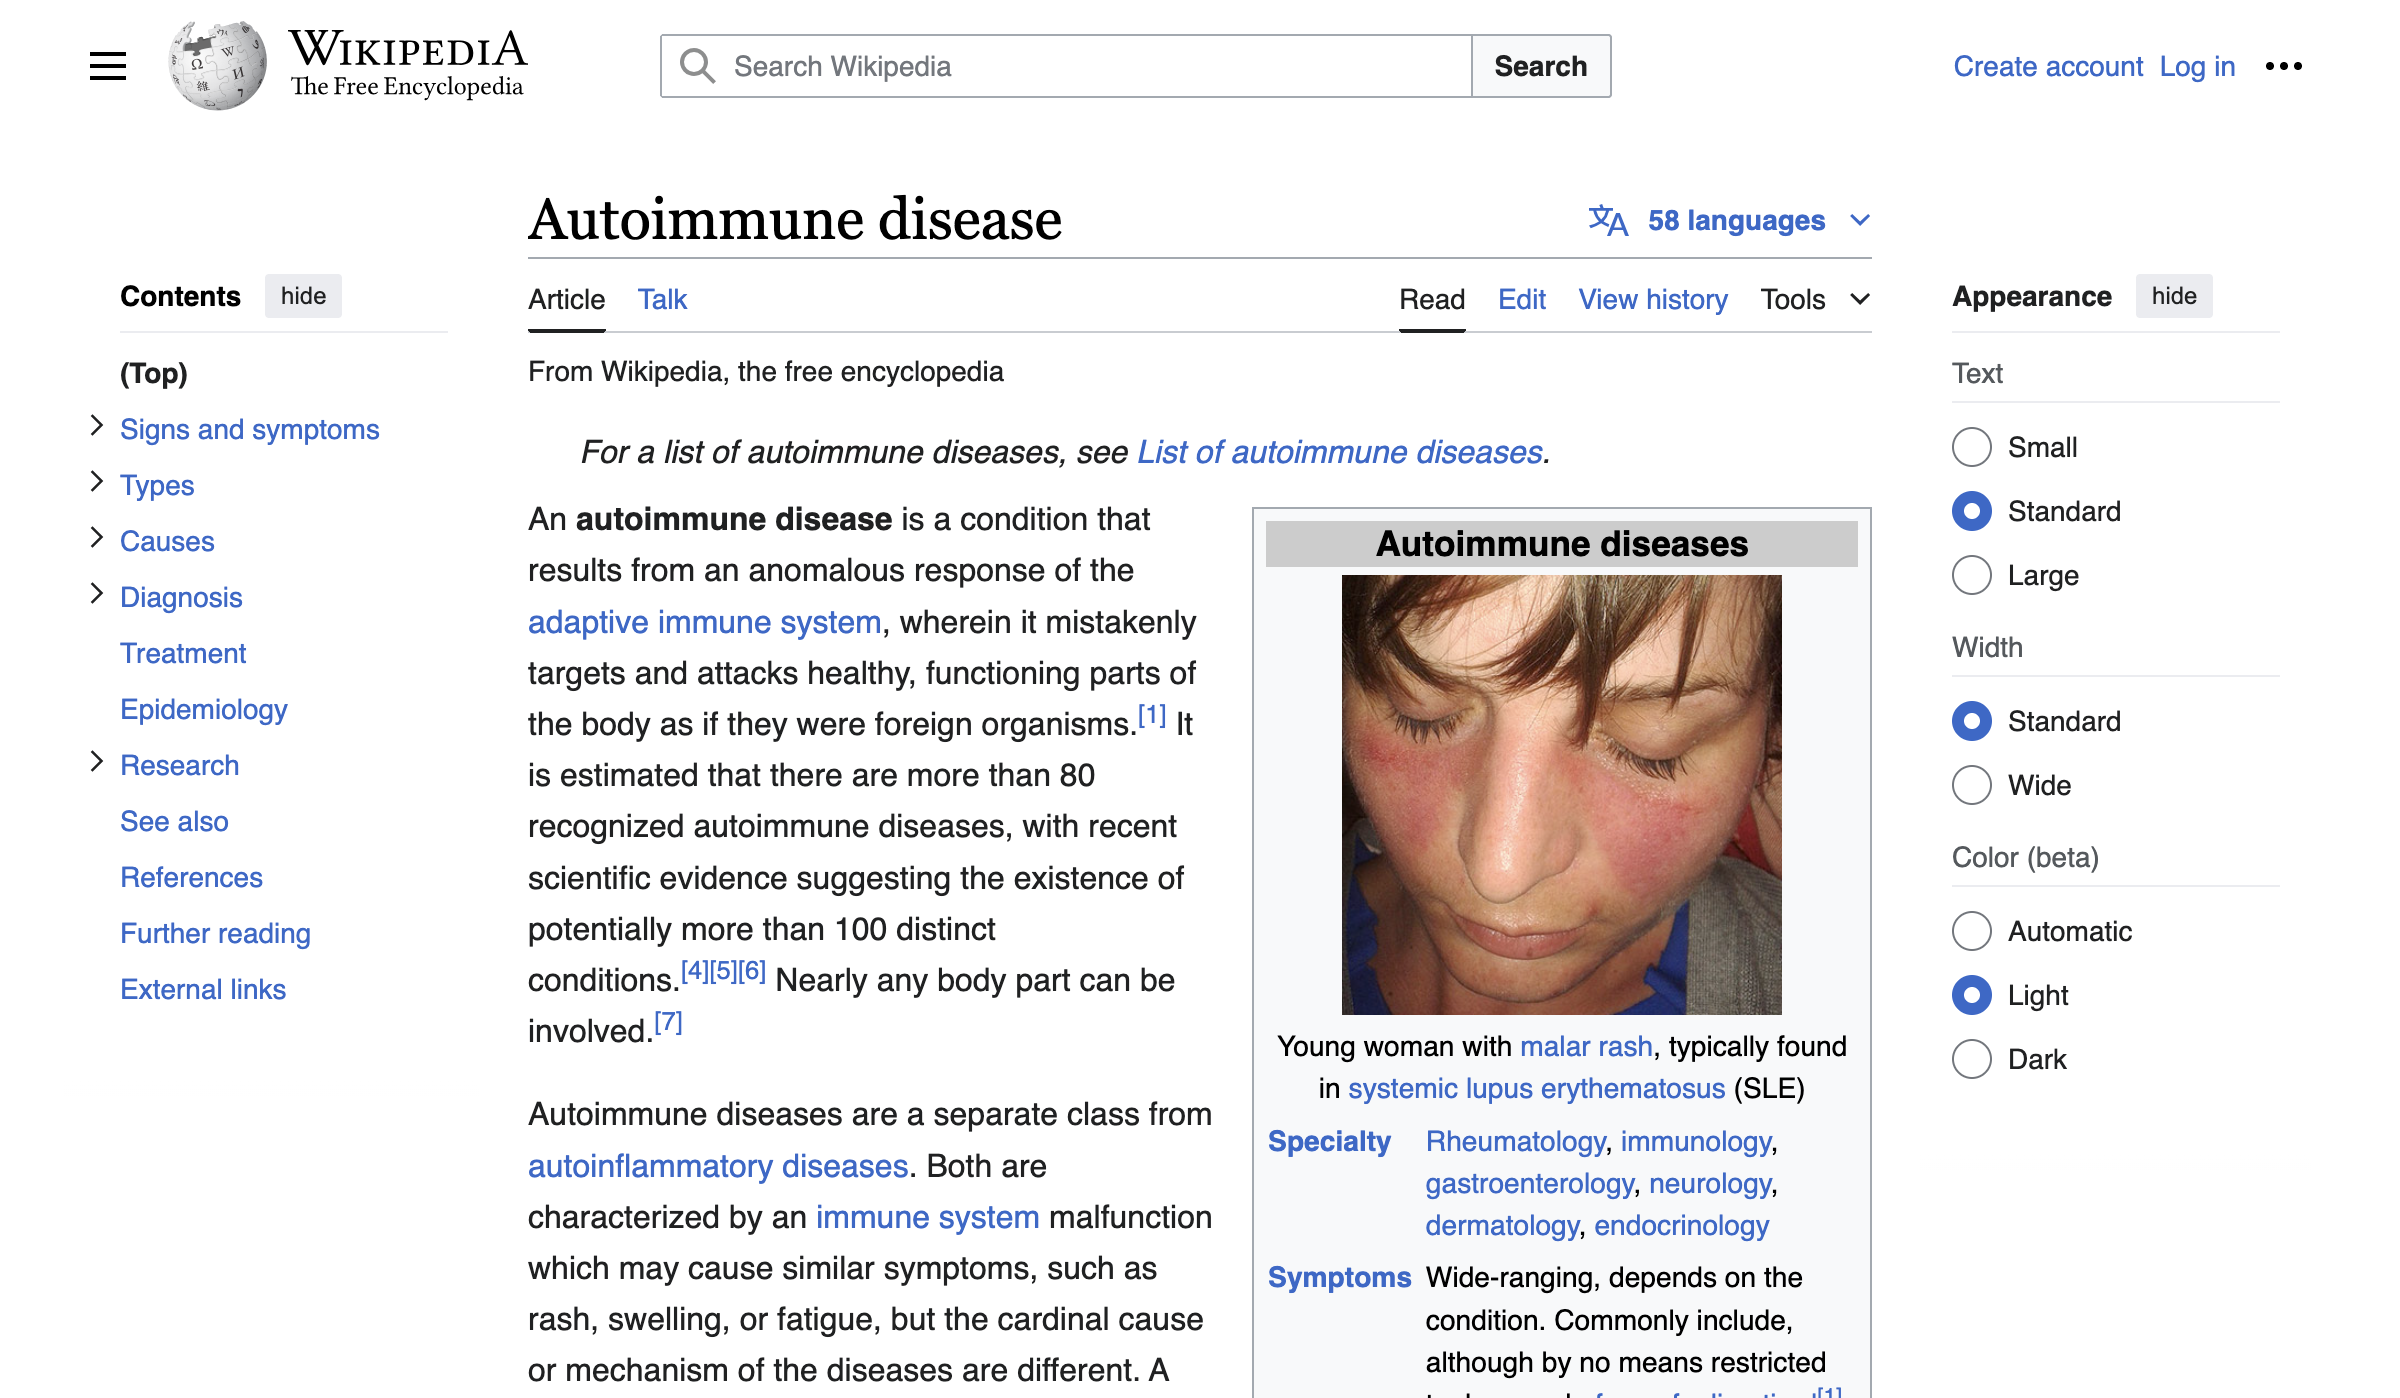 WIKIPEDIA
The Free Encyclopedia
Search Wikipedia
Search
Create account Log in
Autoimmune disease
58 languages
Contents hide
(Top)
Signs and symptoms
Types
Causes
Diagnosis
Treatment
Epidemiology
Research
See also
References
Further reading
External links
Article Talk
Read Edit View history Tools
From Wikipedia, the free encyclopedia
For a list of autoimmune diseases, see List of autoimmune diseases.
An autoimmune disease is a condition that
results from an anomalous response of the
adaptive immune system, wherein it mistakenly
targets and attacks healthy, functioning parts of
the body as if they were foreign organisms.[1] It
is estimated that there are more than 80
recognized autoimmune diseases, with recent
scientific evidence suggesting the existence of
potentially more than 100 distinct
conditions.[4][5][6] Nearly any body part can be
involved.[7]
Autoimmune diseases are a separate class from
autoinflammatory diseases. Both are
characterized by an immune system malfunction
which may cause similar symptoms, such as
rash, swelling, or fatigue, but the cardinal cause
or mechanism of the diseases are different. A
Autoimmune diseases
Young woman with malar rash, typically found
in systemic lupus erythematosus (SLE)
Specialty Rheumatology, immunology,
gastroenterology, neurology,
dermatology, endocrinology
Symptoms Wide-ranging, depends on the
condition. Commonly include,
although by no means restricted
[1]
Appearance hide
Text
Small
Standard
Large
Width
Standard
Wide
Color (beta)
Automatic
Light
Dark